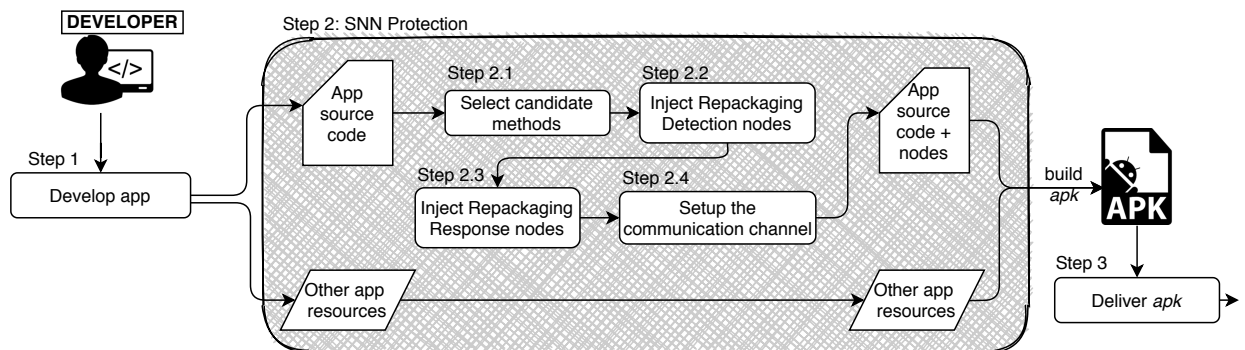 DEVELOPER
</>
Step 1
Develop app
Step 2: SNN Protection
App
source
code
Step 2.1
Select candidate
methods
Step 2.2
Inject Repackaging
Detection nodes
Step 2.3
Inject Repackaging
Response nodes
Step 2.4
Setup the
communication channel
App
source
code +
nodes
Other app
resources
Other app
resources
build
apk
APK
Step 3
Deliver apk